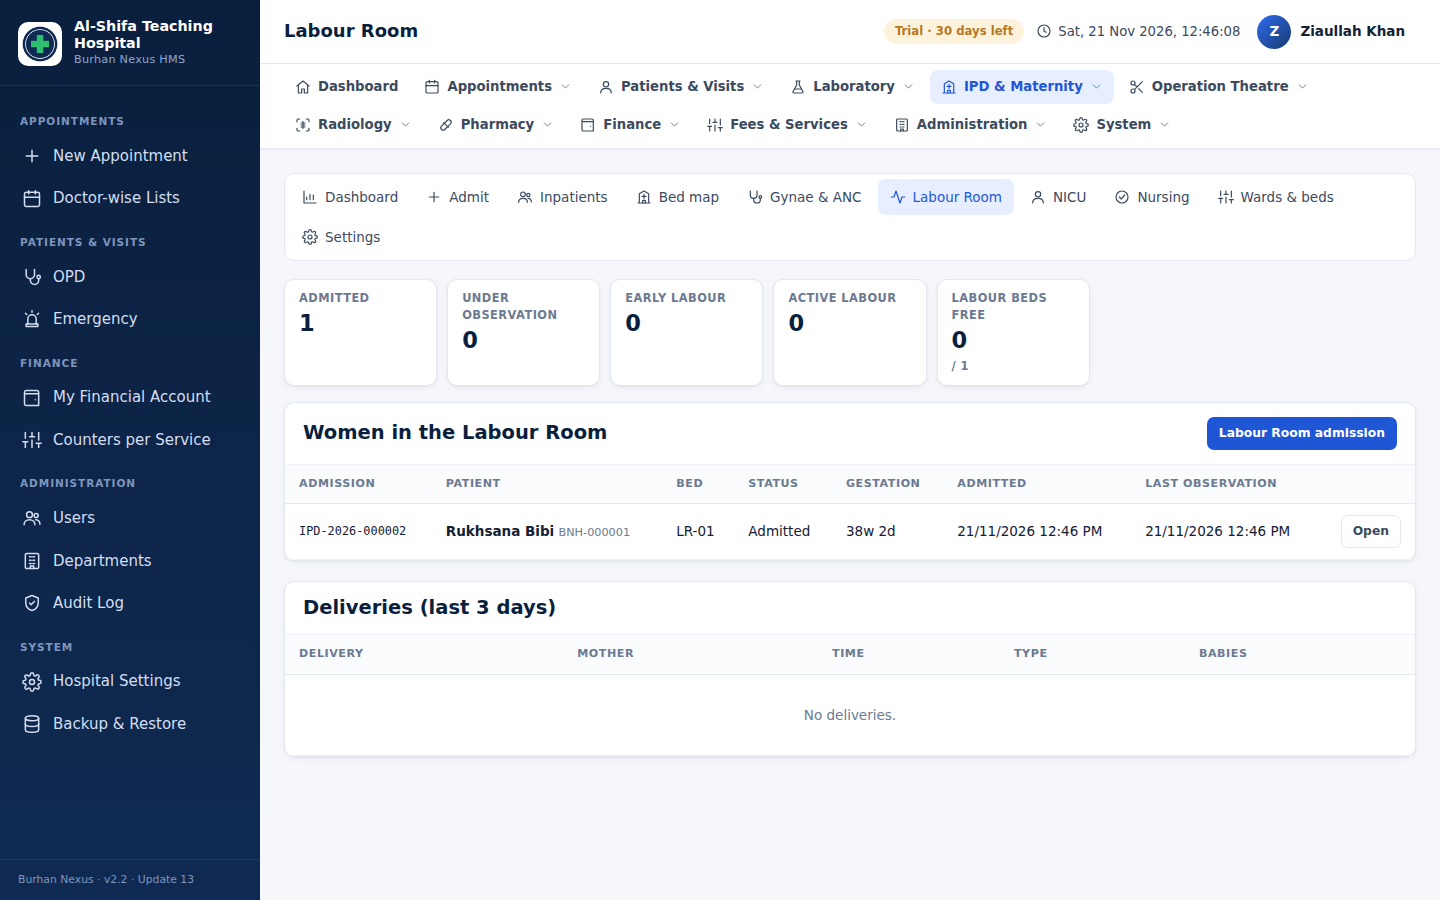 Al-Shifa Teaching Hospital
Burhan Nexus HMS
APPOINTMENTS
New Appointment
Doctor-wise Lists
PATIENTS & VISITS
OPD
Emergency
FINANCE
My Financial Account
Counters per Service
ADMINISTRATION
Users
Departments
Audit Log
SYSTEM
Hospital Settings
Backup & Restore
Burhan Nexus · v2.2 · Update 13
Labour Room
Trial · 30 days left
Sat, 21 Nov 2026, 12:46:08
Z
Ziaullah Khan
Dashboard Appointments Patients & Visits Laboratory IPD & Maternity Operation Theatre
Radiology Pharmacy Finance Fees & Services Administration System
Dashboard Admit Inpatients Bed map Gynae & ANC Labour Room NICU Nursing Wards & beds
Settings
ADMITTED
1
UNDER OBSERVATION
0
EARLY LABOUR
0
ACTIVE LABOUR
0
LABOUR BEDS FREE
0
/ 1
Women in the Labour Room
Labour Room admission
ADMISSION PATIENT BED STATUS GESTATION ADMITTED LAST OBSERVATION
IPD-2026-000002 Rukhsana Bibi BNH-000001 LR-01 Admitted 38w 2d 21/11/2026 12:46 PM 21/11/2026 12:46 PM Open
Deliveries (last 3 days)
DELIVERY MOTHER TIME TYPE BABIES
No deliveries.